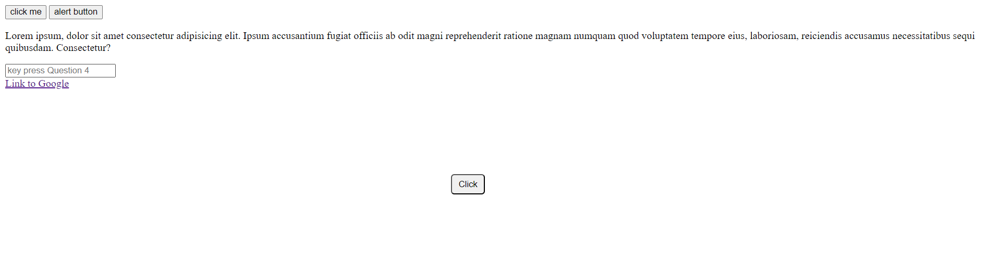 click me alert button
Lorem ipsum, dolor sit amet consectetur adipisicing elit. Ipsum accusantium fugiat officiis ab odit magni reprehenderit ratione magnam numquam quod voluptatem tempore eius, laboriosam, reiciendis accusamus necessitatibus sequi
quibusdam. Consectetur?
key press Question 4
Link to Google
Click